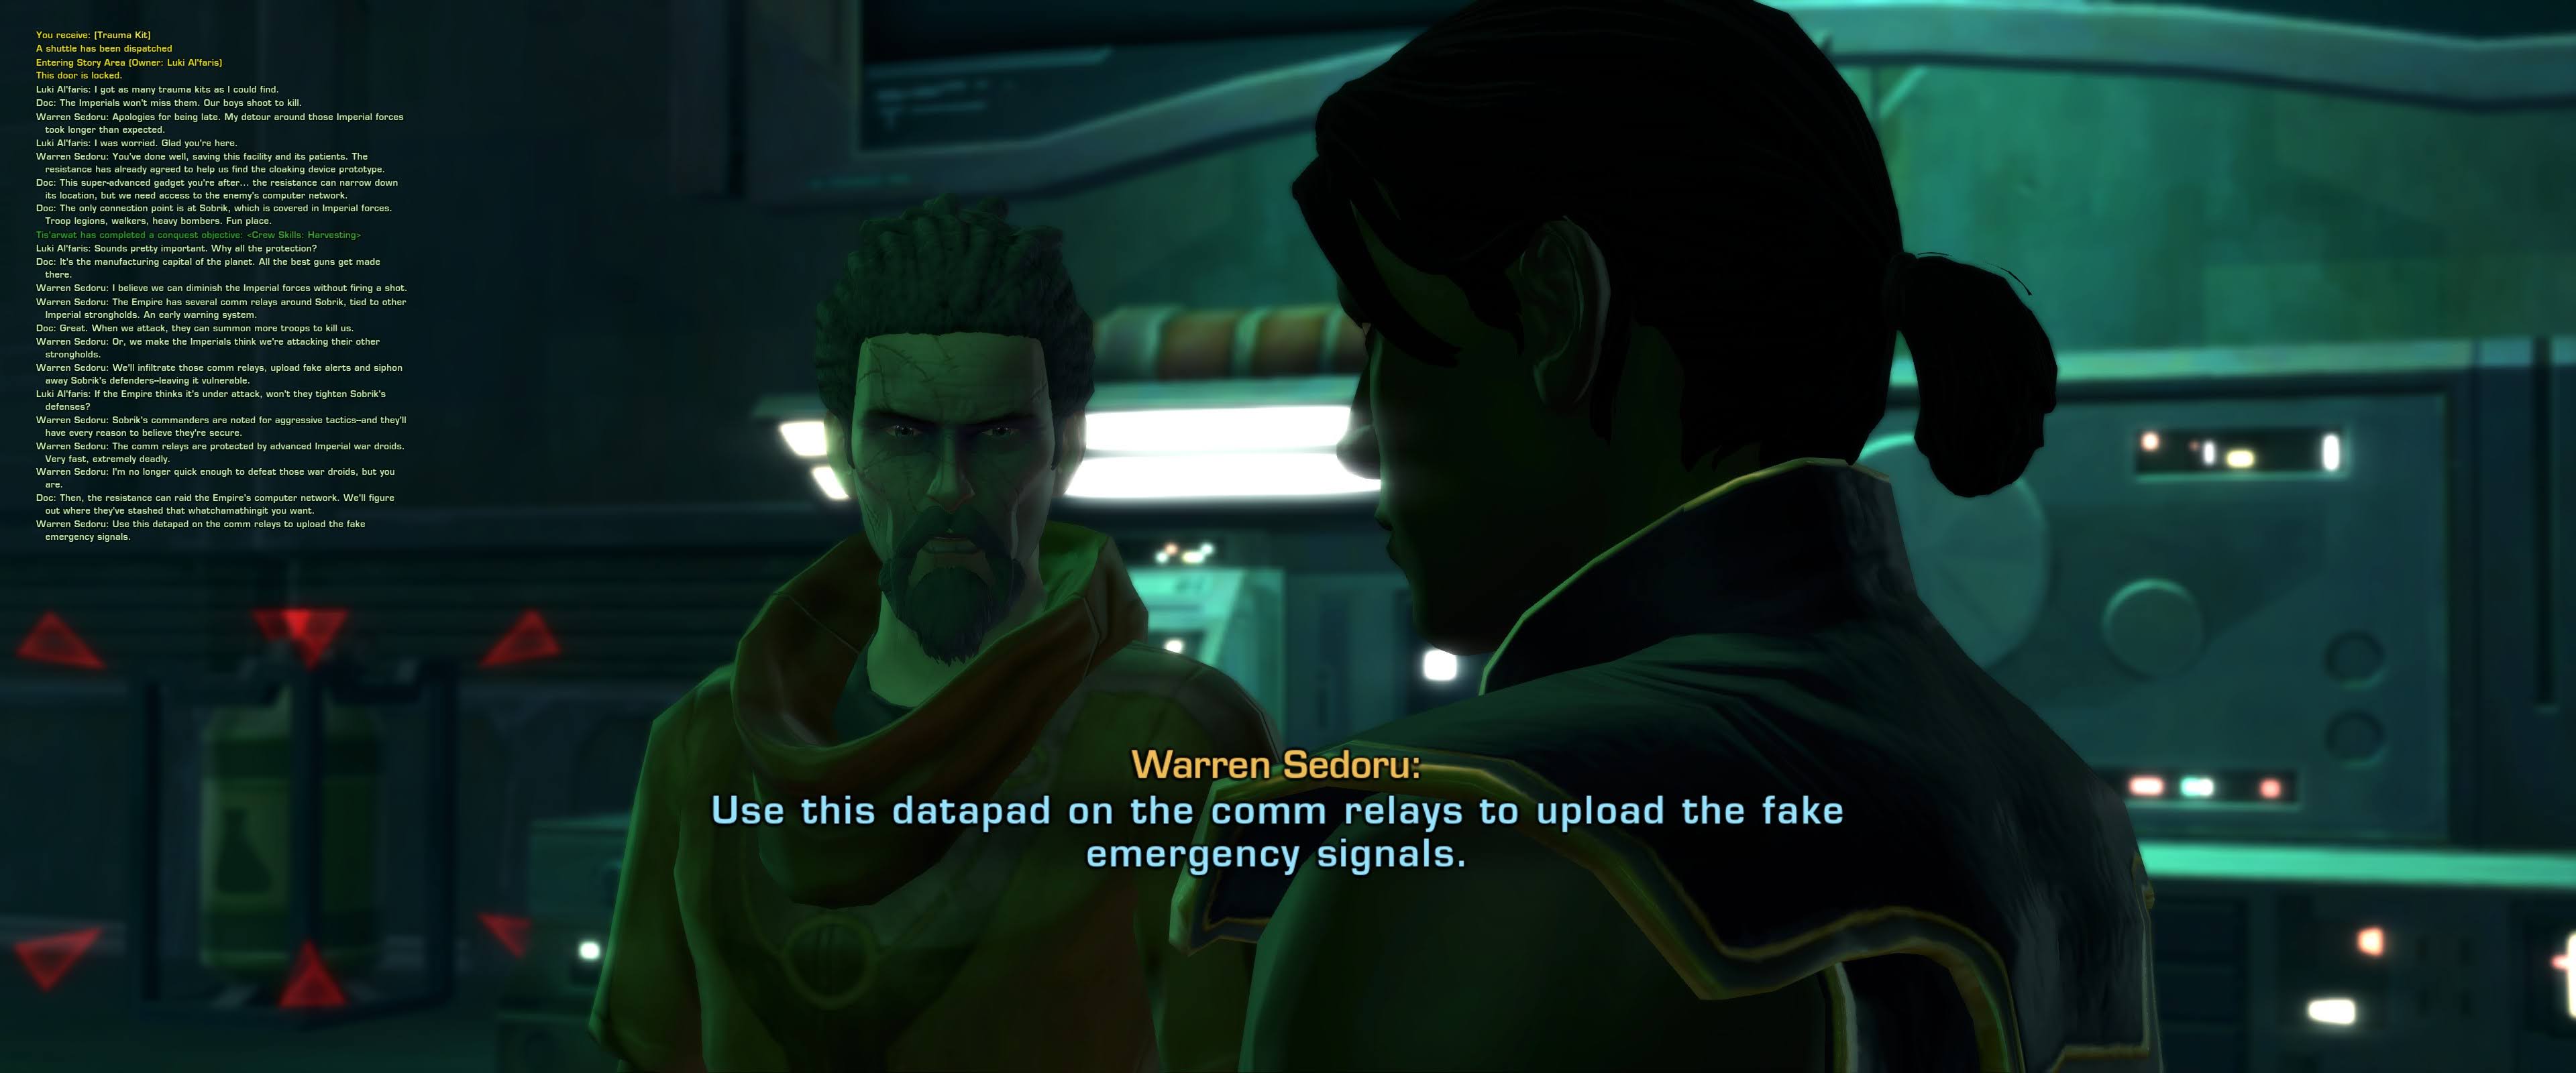 You receive: [Trauma Kit]
A shuttle has been dispatched
Entering Story Area (Owner: Luki Al'faris)
This door is locked.
Luki Al'faris: I got as many trauma kits as I could find.
Doc: The Imperials won't miss them. Our boys shoot to kill.
Warren Sedoru: Apologies for being late. My detour around those Imperial forces
took longer than expected.
Luki Al'faris: I was worried. Glad you're here.
Warren Sedoru: You've done well, saving this facility and its patients. The
resistance has already agreed to help us find the cloaking device prototype.
Doc: This super-advanced gadget you're after... the resistance can narrow down
its location, but we need access to the enemy's computer network.
Doc: The only connection point is at Sobrik, which is covered in Imperial forces.
Troop legions, walkers, heavy bombers. Fun place.
Tis'arwat has completed a conquest objective: <Crew Skills: Harvesting>
Luki Al'faris: Sounds pretty important. Why all the protection?
Doc: It's the manufacturing capital of the planet. All the best guns get made
there.
Warren Sedoru: I believe we can diminish the Imperial forces without firing a shot.
Warren Sedoru: The Empire has several comm relays around Sobrik, tied to other
Imperial strongholds. An early warning system.
Doc: Great. When we attack, they can summon more troops to kill us.
Warren Sedoru: Or, we make the Imperials think we're attacking their other
strongholds.
Warren Sedoru: We'll infiltrate those comm relays, upload fake alerts and siphon
away Sobrik's defenders—leaving it vulnerable.
Luki Al'faris: If the Empire thinks it's under attack, won't they tighten Sobrik's
defenses?
Warren Sedoru: Sobrik's commanders are noted for aggressive tactics—and they'll
have every reason to believe they're secure.
Warren Sedoru: The comm relays are protected by advanced Imperial war droids.
Very fast, extremely deadly.
Warren Sedoru: I'm no longer quick enough to defeat those war droids, but you
are.
Doc: Then, the resistance can raid the Empire's computer network. We'll figure
out where they've stashed that whatchamathingit you want.
Warren Sedoru: Use this datapad on the comm relays to upload the fake
emergency signals.
Warren Sedoru:
Use this datapad on the comm relays to upload the fake
emergency signals.